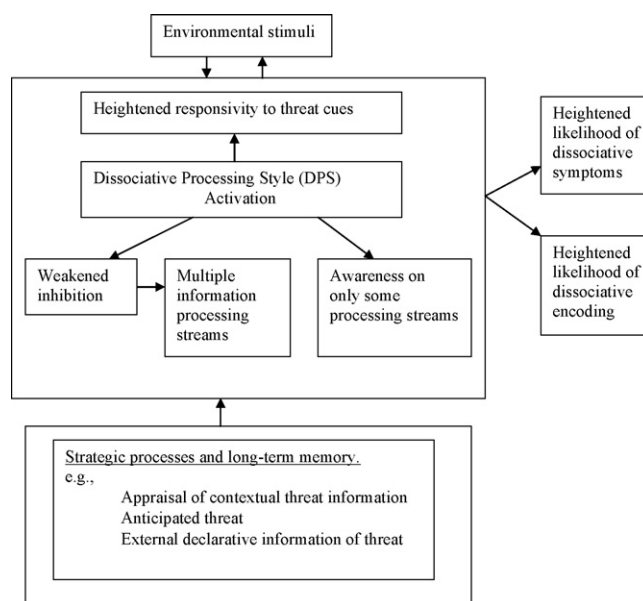 Environmental stimuli
Heightened responsivity to threat cues
Dissociative Processing Style (DPS)
Activation
Weakened
inhibition
Multiple
information
processing
streams
Awareness on
only some
processing streams
Heightened
likelihood of
dissociative
symptoms
Heightened
likelihood of
dissociative
encoding
Strategic processes and long-term memory.
e.g.,
Appraisal of contextual threat information
Anticipated threat
External declarative information of threat